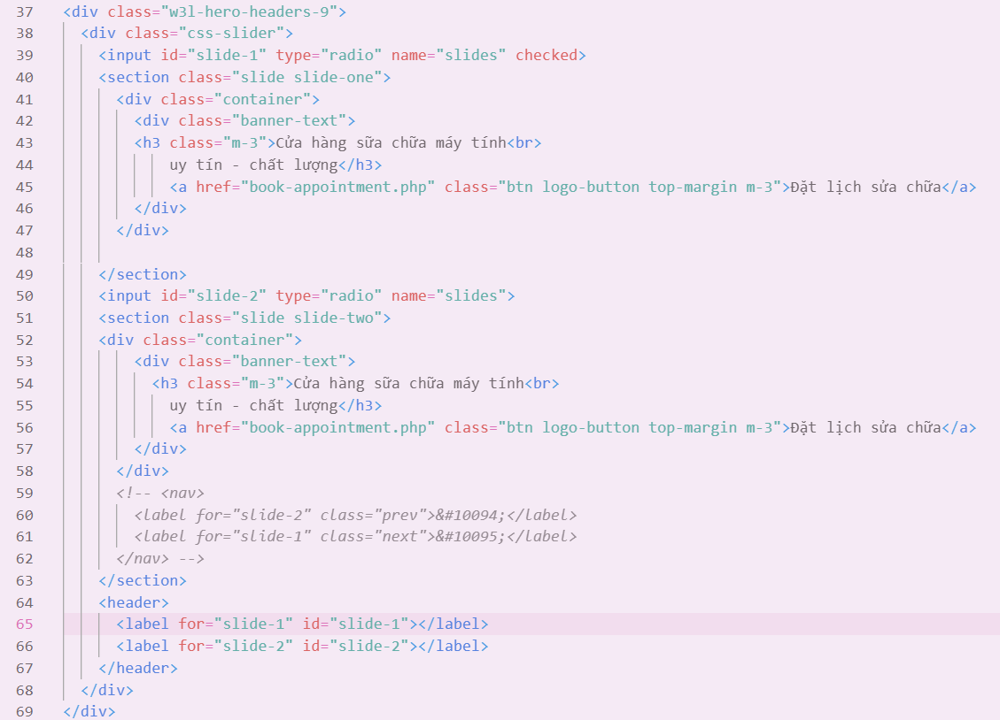 37 <div class="w3l-hero-headers-9">
38 <div class="css-slider">
39 <input id="slide-1" type="radio" name="slides" checked>
40 <section class="slide slide-one">
41 <div class="container">
42 <div class="banner-text">
43 <h3 class="m-3">Cửa hàng sữa chữa máy tính<br>
44 uy tín - chất lượng</h3>
45 <a href="book-appointment.php" class="btn logo-button top-margin m-3">Đặt lịch sửa chữa</a>
46 </div>
47 </div>
48
49 </section>
50 <input id="slide-2" type="radio" name="slides">
51 <section class="slide slide-two">
52 <div class="container">
53 <div class="banner-text">
54 <h3 class="m-3">Cửa hàng sữa chữa máy tính<br>
55 uy tín - chất lượng</h3>
56 <a href="book-appointment.php" class="btn logo-button top-margin m-3">Đặt lịch sửa chữa</a>
57 </div>
58 </div>
59 <!-- <nav>
60 <label for="slide-2" class="prev">&#10094;</label>
61 <label for="slide-1" class="next">&#10095;</label>
62 </nav> -->
63 </section>
64 <header>
65 <label for="slide-1" id="slide-1"></label>
66 <label for="slide-2" id="slide-2"></label>
67 </header>
68 </div>
69 </div>